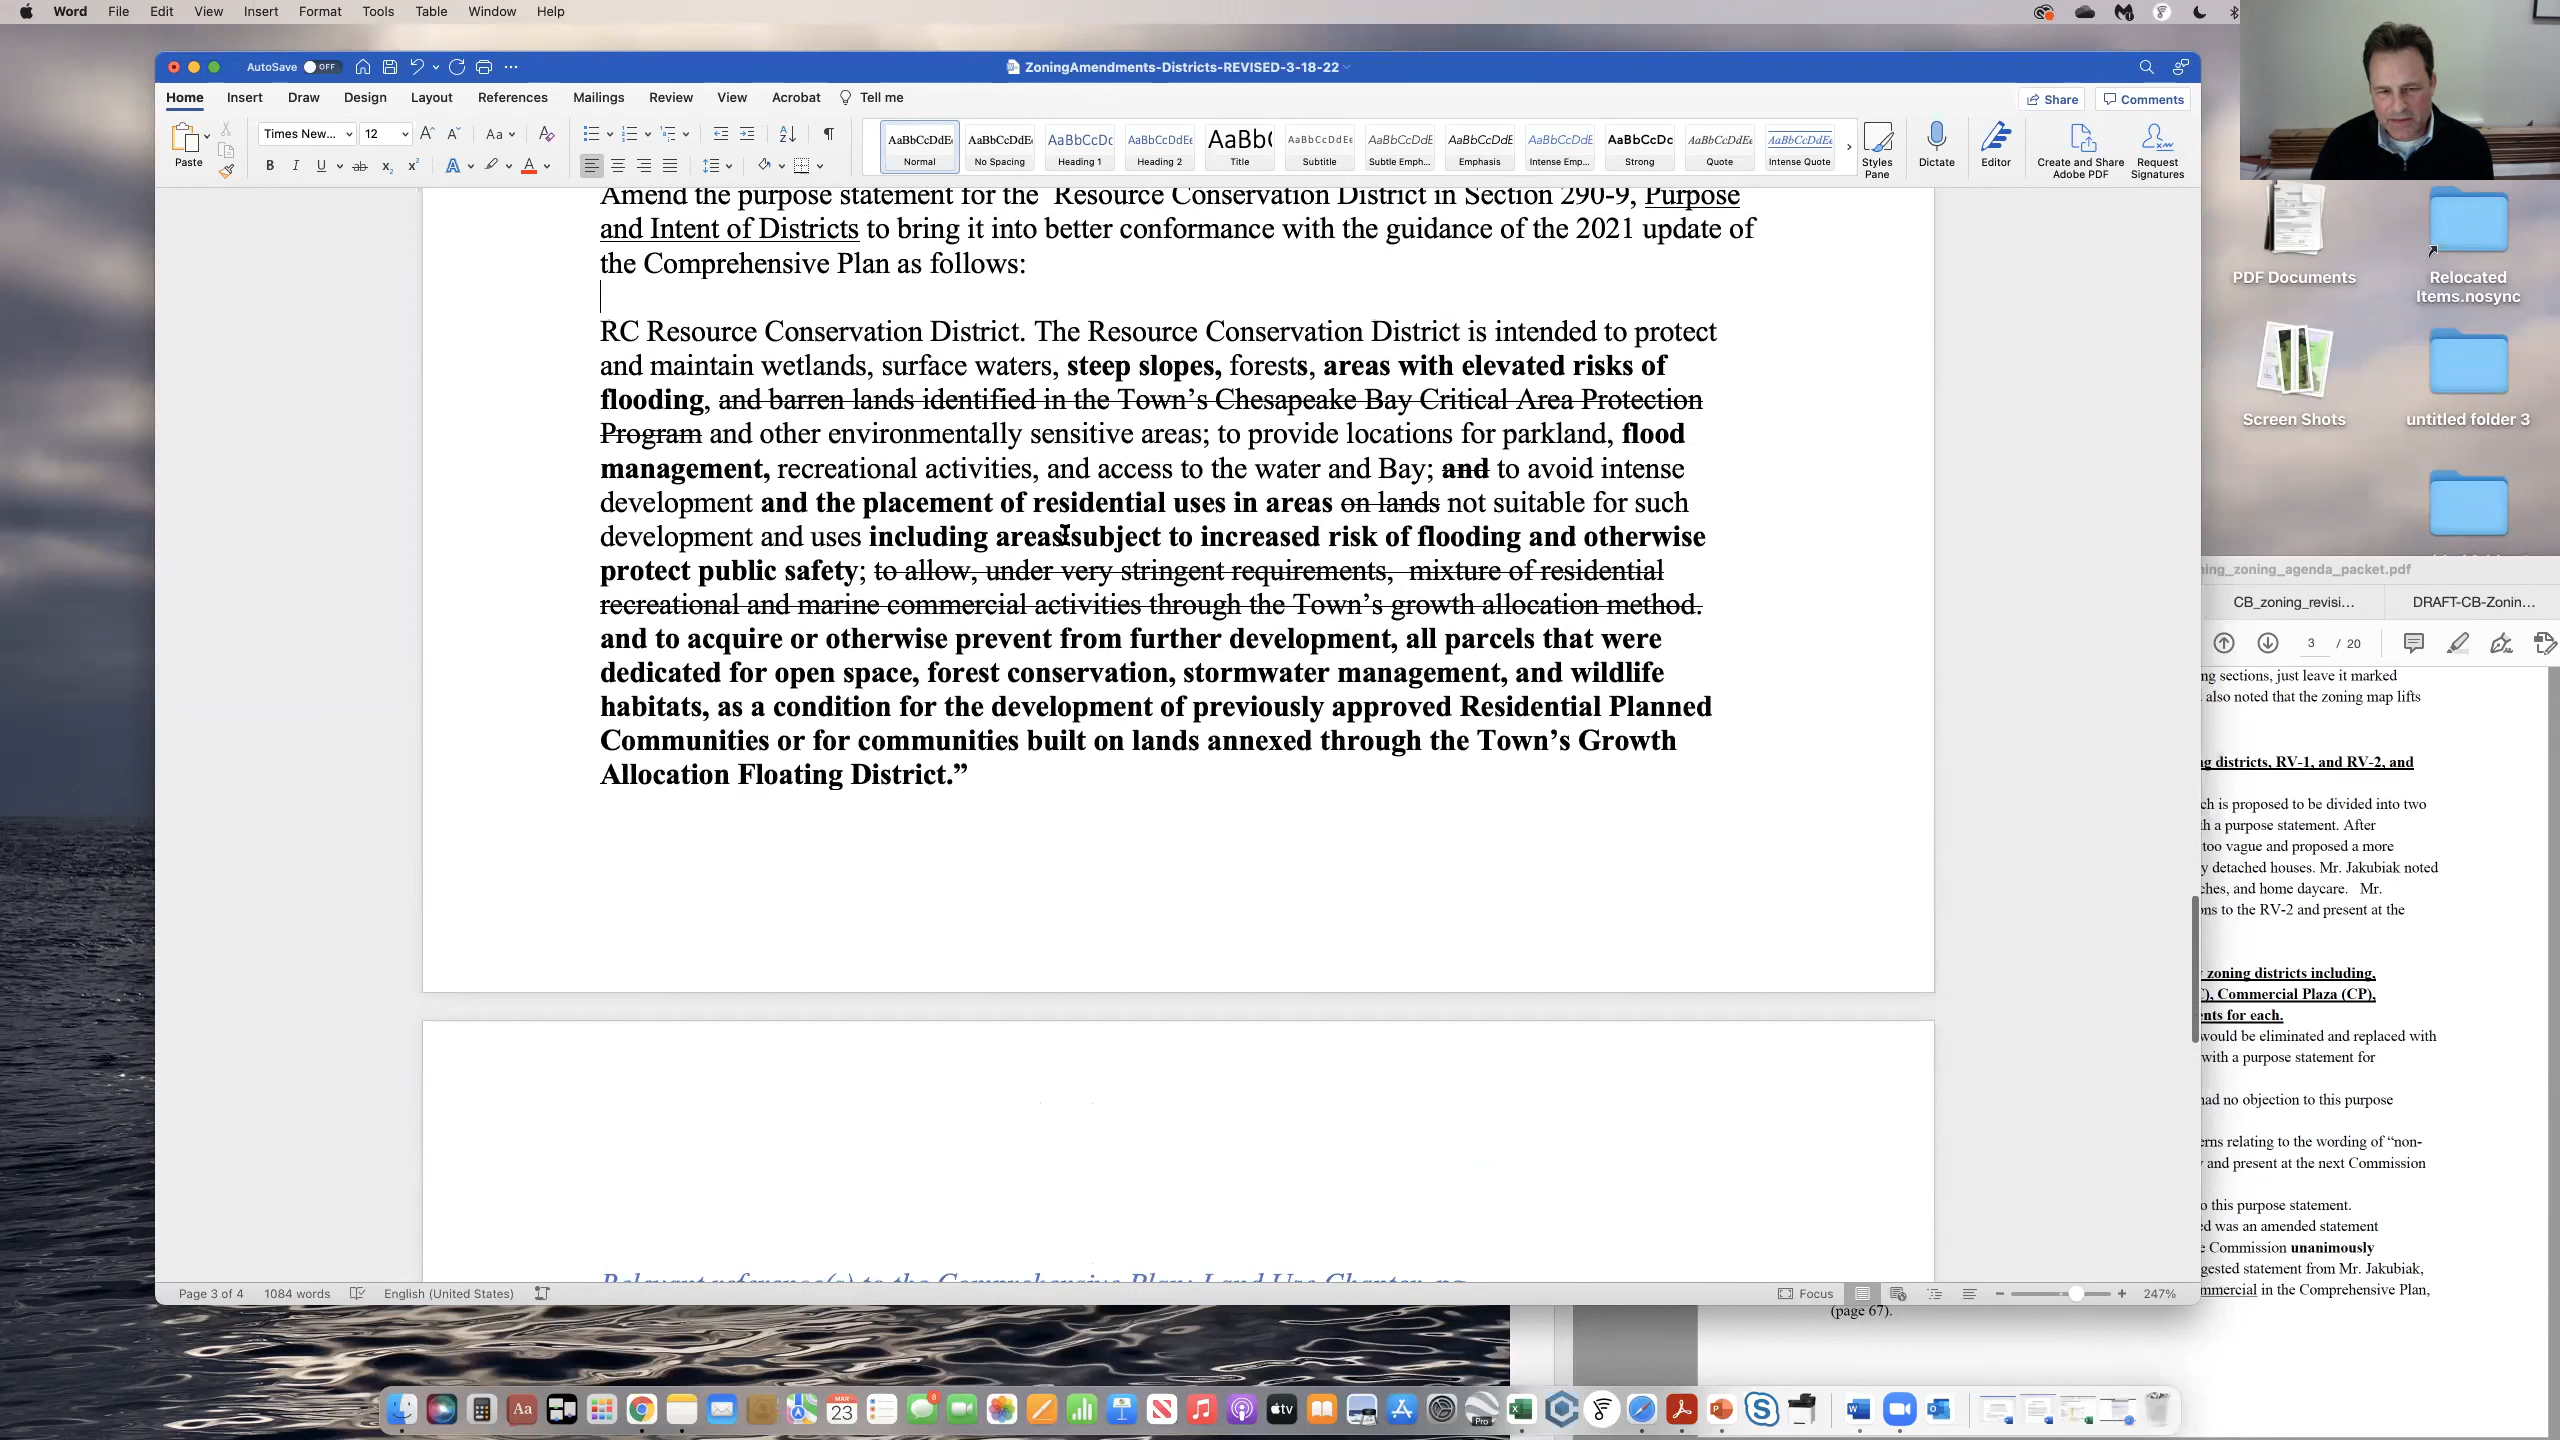 Word File Edit View Insert Format Tools Table Window Help
AutoSave OFF
ZoningAmendments-Districts-REVISED-3-18-22
Home Insert Draw Design Layout References Mailings Review View Acrobat Tell me
Share Comments
Times New... 12
Paste
AaBbCcDdEe Normal
AaBbCcDdEe No Spacing
AaBbCcDc Heading 1
AaBbCcDdEe Heading 2
AaBb( Title
AaBbCcDdEe Subtitle
AaBbCcDdE Subtle Emph...
AaBbCcDdE Emphasis
AaBbCcDdE Intense Emp...
AaBbCcDc Strong
AaBbCcDdEe Quote
AaBbCcDdEe Intense Quote
Styles Pane
Dictate
Editor
Create and Share Adobe PDF
Request Signatures
Amend the purpose statement for the Resource Conservation District in Section 290-9, Purpose
and Intent of Districts to bring it into better conformance with the guidance of the 2021 update of
the Comprehensive Plan as follows:
RC Resource Conservation District. The Resource Conservation District is intended to protect
and maintain wetlands, surface waters, steep slopes, forests, areas with elevated risks of
flooding, and barren lands identified in the Town’s Chesapeake Bay Critical Area Protection
Program and other environmentally sensitive areas; to provide locations for parkland, flood
management, recreational activities, and access to the water and Bay; and to avoid intense
development and the placement of residential uses in areas on lands not suitable for such
development and uses including areas subject to increased risk of flooding and otherwise
protect public safety; to allow, under very stringent requirements, mixture of residential
recreational and marine commercial activities through the Town’s growth allocation method.
and to acquire or otherwise prevent from further development, all parcels that were
dedicated for open space, forest conservation, stormwater management, and wildlife
habitats, as a condition for the development of previously approved Residential Planned
Communities or for communities built on lands annexed through the Town’s Growth
Allocation Floating District.”
Relevant reference(s) to the Comprehensive Plan: Land Use Chapter, pg
Page 3 of 4 1084 words English (United States)
Focus 247%
PDF Documents
Relocated Items.nosync
Screen Shots
untitled folder 3
ing_zoning_agenda_packet.pdf
CB_zoning_revisi... DRAFT-CB-Zonin...
3 / 20
ng sections, just leave it marked
also noted that the zoning map lifts
ng districts, RV-1, and RV-2, and
ch is proposed to be divided into two
h a purpose statement. After
too vague and proposed a more
y detached houses. Mr. Jakubiak noted
ches, and home daycare. Mr.
ons to the RV-2 and present at the
zoning districts including,
), Commercial Plaza (CP),
ents for each.
would be eliminated and replaced with
with a purpose statement for
had no objection to this purpose
erns relating to the wording of “non-
y and present at the next Commission
o this purpose statement.
ed was an amended statement
e Commission unanimously
gested statement from Mr. Jakubiak,
mmercial in the Comprehensive Plan,
(page 67).
MAR 23
8
Aa
tv
Pro